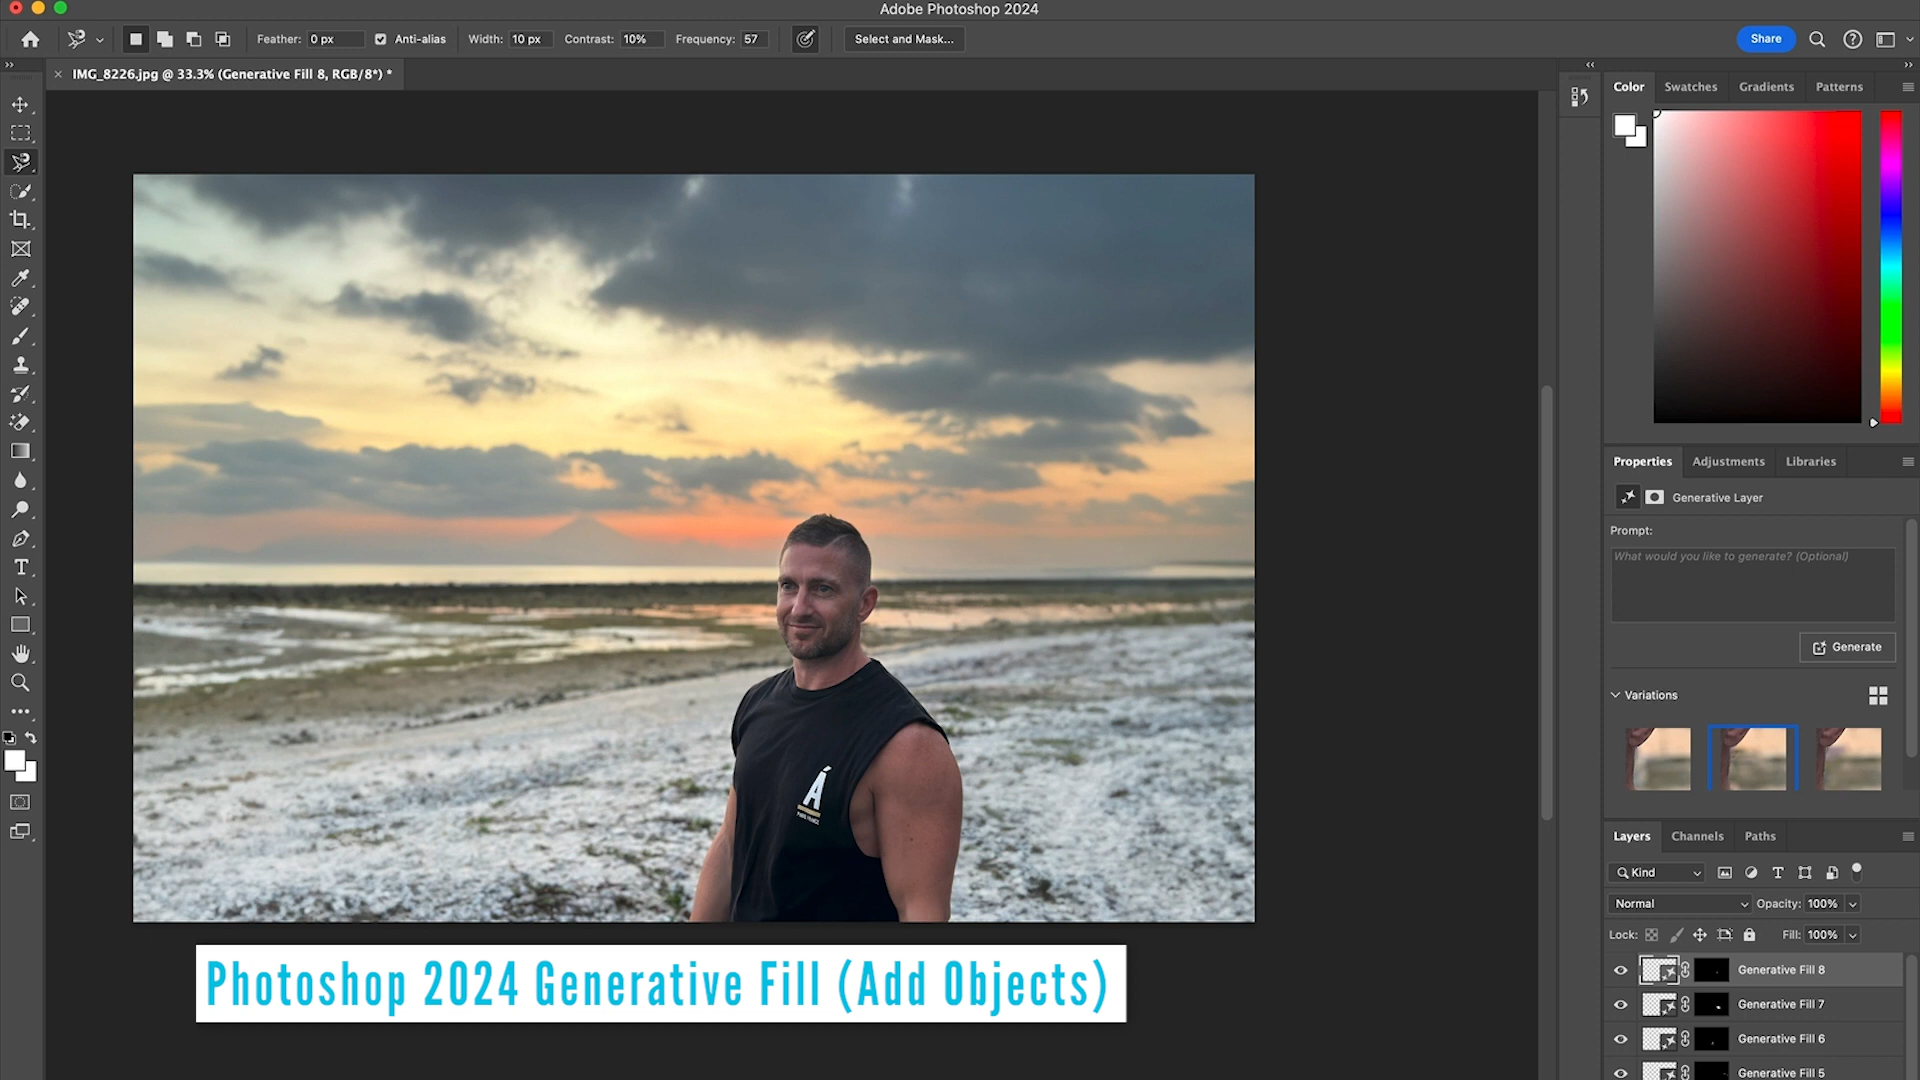 Adobe Photoshop 2024
Feather: 0 px Anti-alias Width: 10 px Contrast: 10% Frequency: 57 Select and Mask... Share
IMG_8226.jpg @ 33.3% (Generative Fill 8, RGB/8*) *
Color Swatches Gradients Patterns
Properties Adjustments Libraries
Generative Layer
Prompt:
What would you like to generate? (Optional)
Generate
Variations
Á
Layers Channels Paths
Kind
Normal Opacity: 100%
Lock: Fill: 100%
Generative Fill 8
Generative Fill 7
Generative Fill 6
Generative Fill 5
Photoshop 2024 Generative Fill (Add Objects)